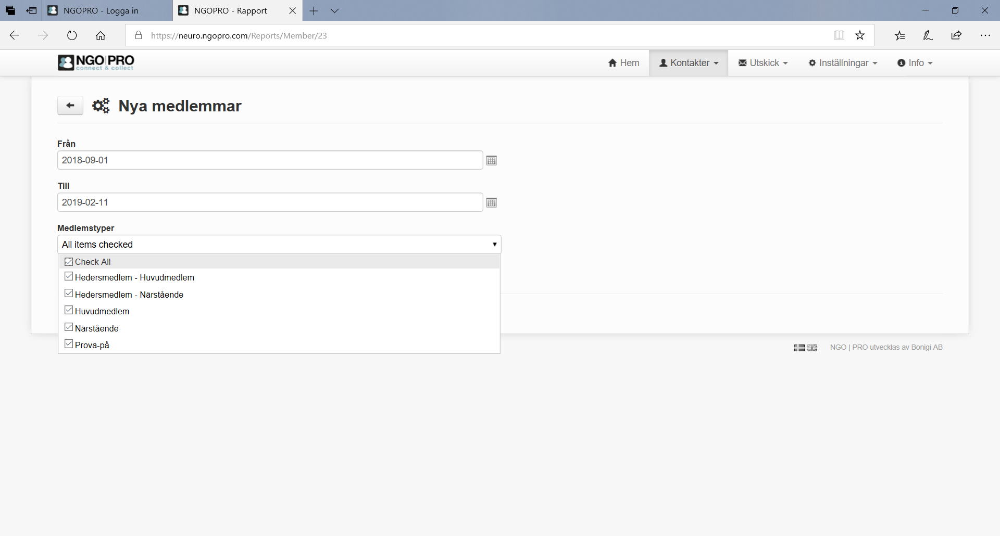 NGOPRO - Logga in
NGOPRO - Rapport
https://neuro.ngopro.com/Reports/Member/23
NGO|PRO
connect & collect
Hem
Kontakter
Utskick
Inställningar
Info
Nya medlemmar
Från
2018-09-01
Till
2019-02-11
Medlemstyper
All items checked
Check All
Hedersmedlem - Huvudmedlem
Hedersmedlem - Närstående
Huvudmedlem
Närstående
Prova-på
NGO | PRO utvecklas av Bonigi AB